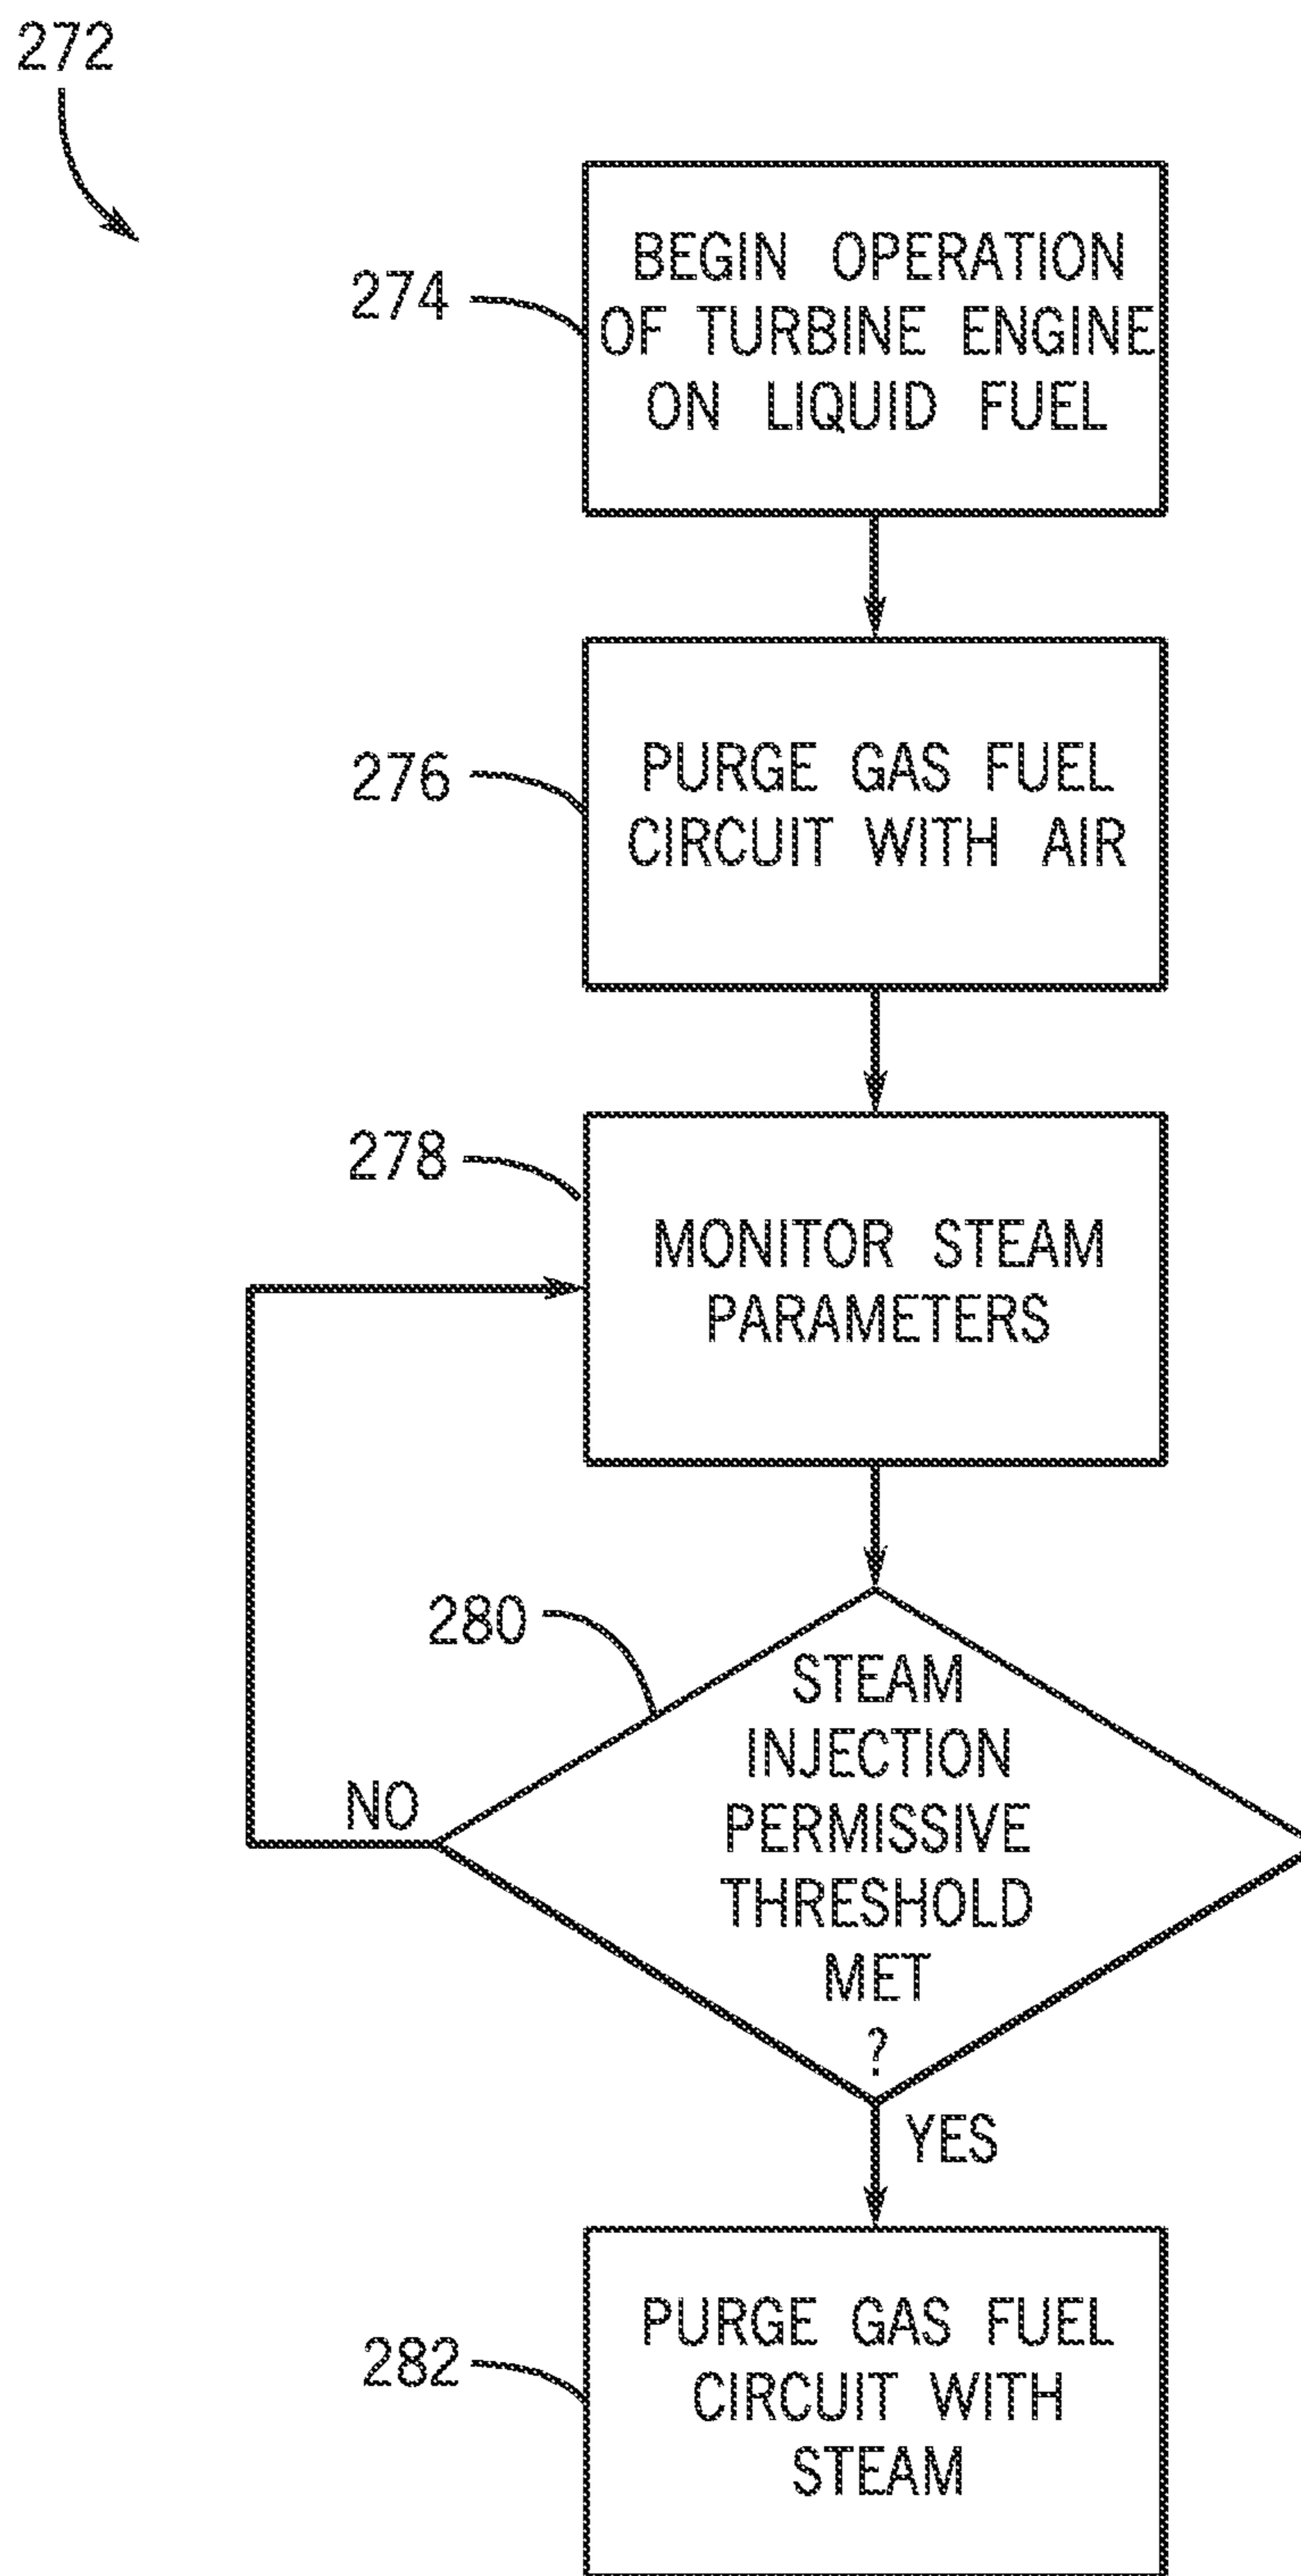 272
274
BEGIN OPERATION
OF TURBINE ENGINE
ON LIQUID FUEL
276
PURGE GAS FUEL
CIRCUIT WITH AIR
278
MONITOR STEAM
PARAMETERS
280
STEAM
INJECTION
PERMISSIVE
THRESHOLD
MET
?
NO
YES
282
PURGE GAS FUEL
CIRCUIT WITH
STEAM